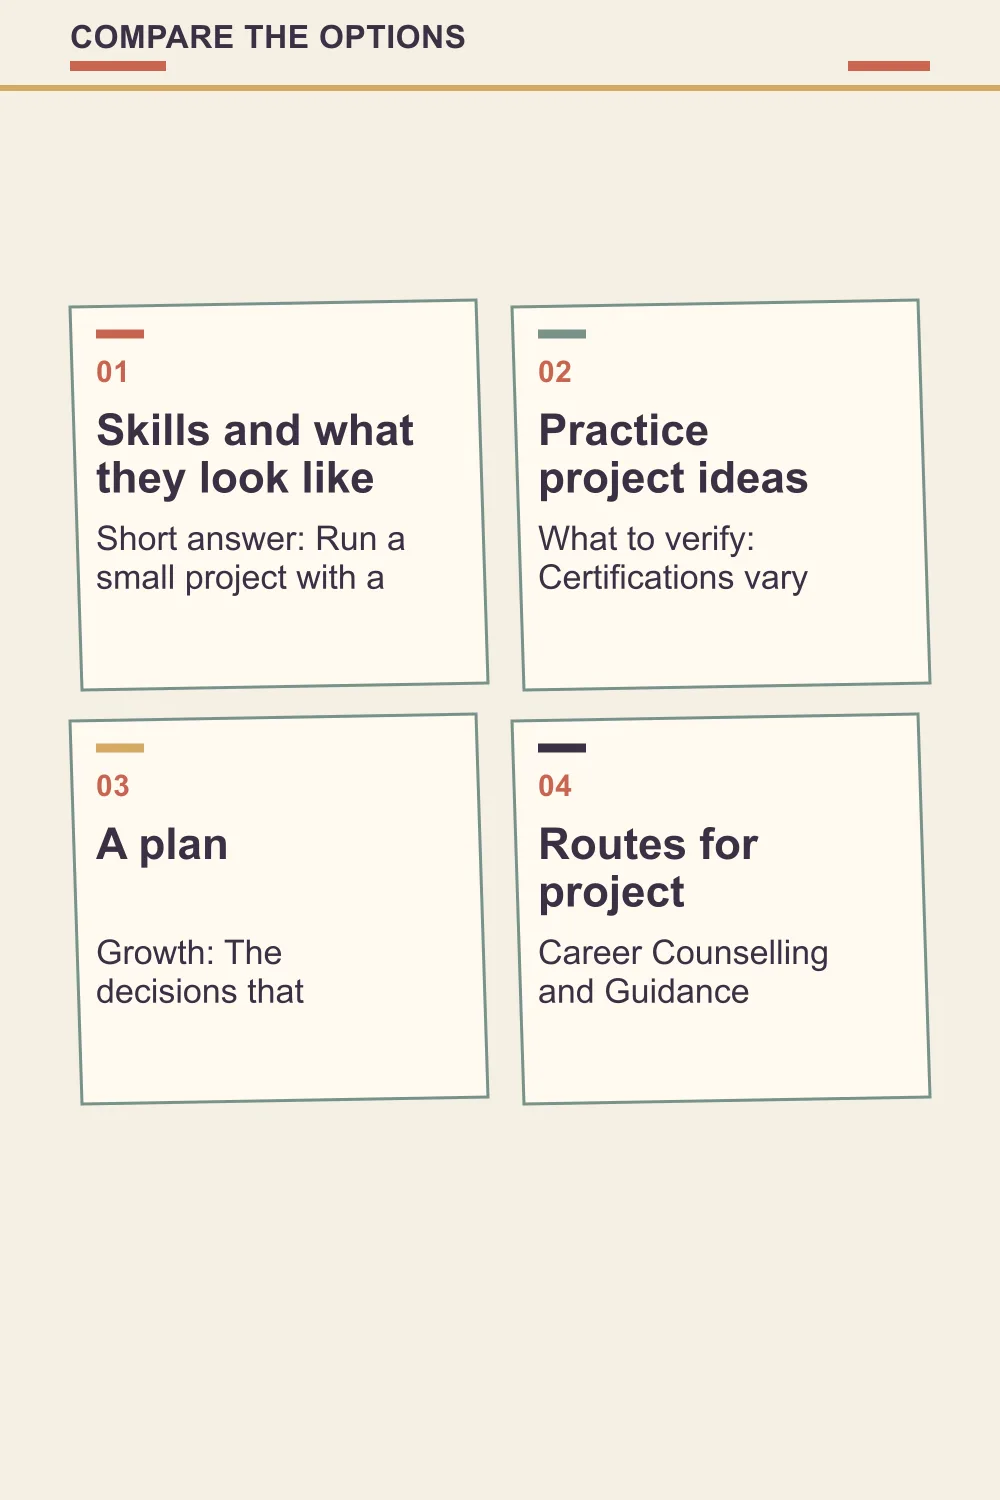 COMPARE THE OPTIONS
01
Skills and what
they look like
Short answer: Run a
small project with a
02
Practice
project ideas
What to verify:
Certifications vary
03
A plan
Growth: The
decisions that
04
Routes for
project
Career Counselling
and Guidance